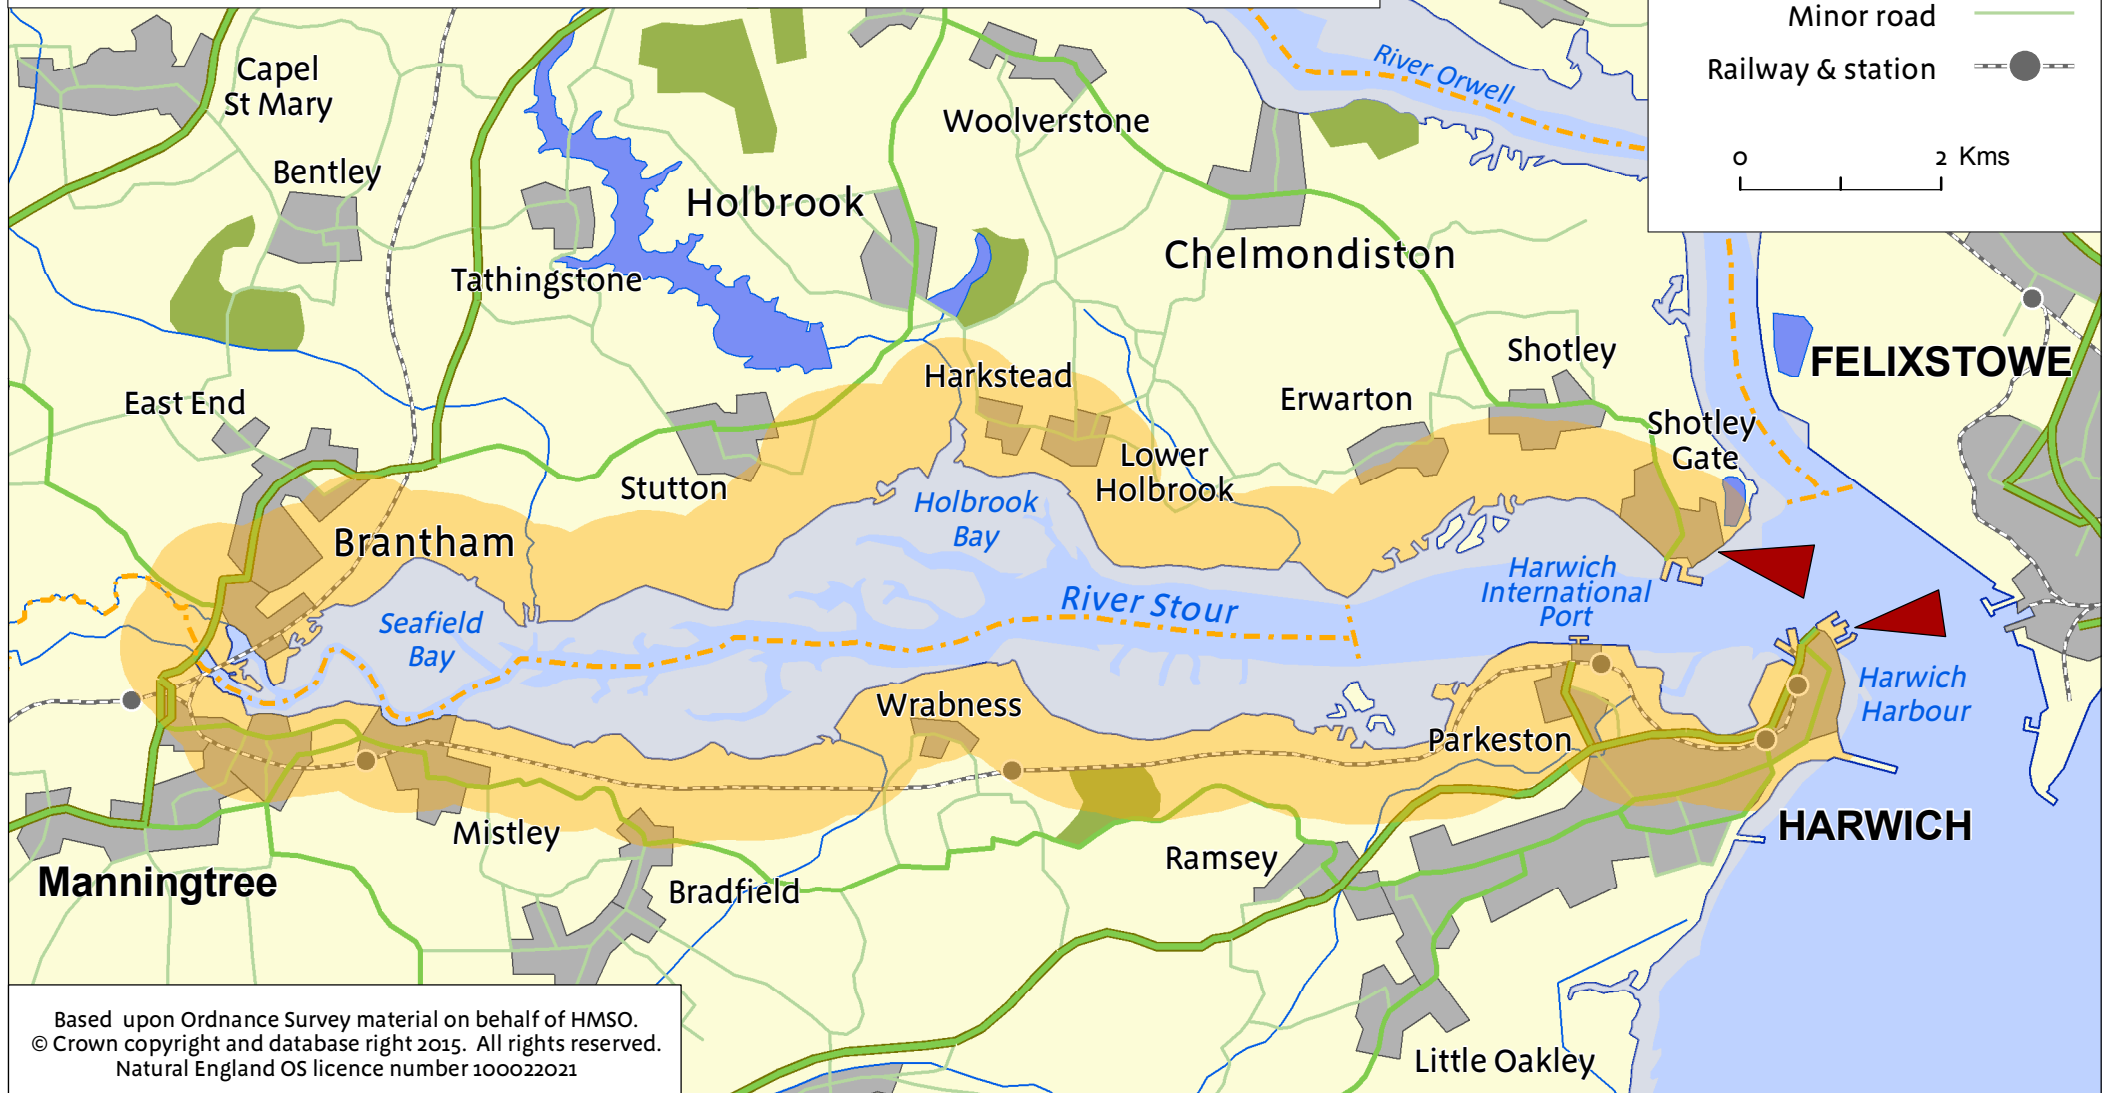 Minor road
Railway & station
0 2 Kms
River Orwell
Capel
St Mary
Woolverstone
Bentley
Holbrook
Chelmondiston
Tathingstone
Shotley
FELIXSTOWE
Harkstead
East End
Erwarton
Shotley
Gate
Lower
Holbrook
Stutton
Holbrook
Bay
Brantham
Harwich
International
Port
River Stour
Seafield
Bay
Wrabness
Harwich
Harbour
Parkeston
Mistley
HARWICH
Ramsey
Manningtree
Bradfield
Based upon Ordnance Survey material on behalf of HMSO.
© Crown copyright and database right 2015. All rights reserved.
Natural England OS licence number 100022021
Little Oakley